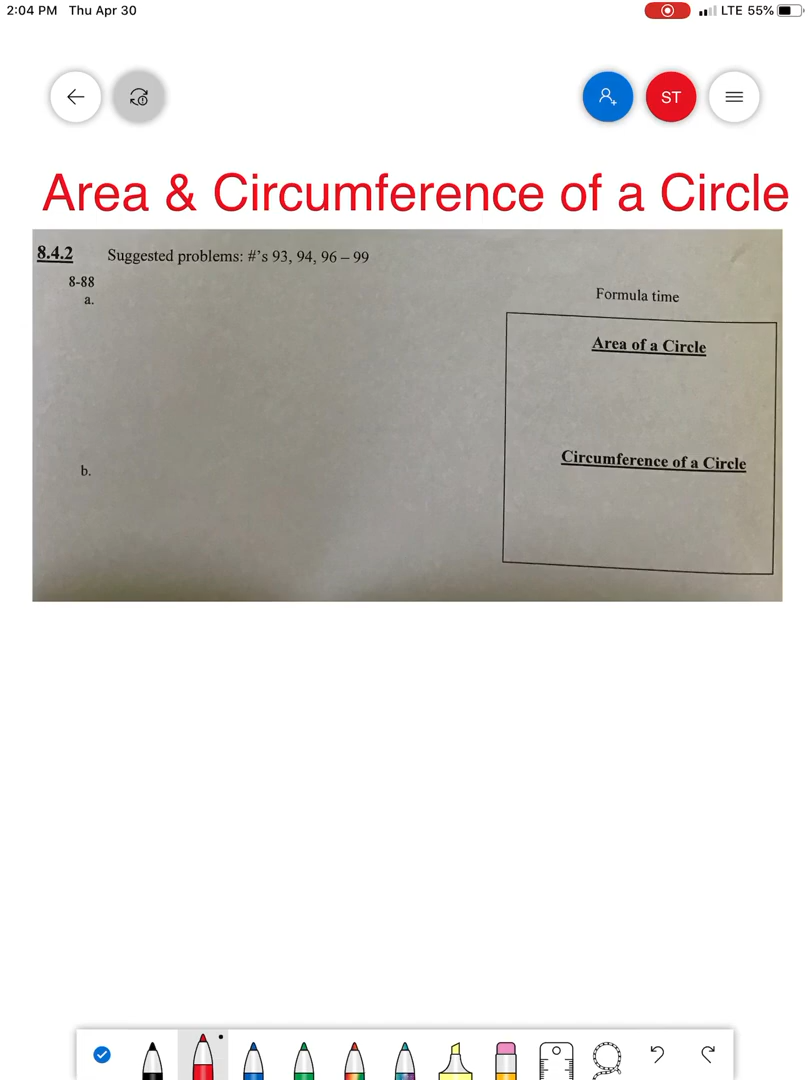 2:04 PM Thu Apr 30
LTE 55%
ST
Area & Circumference of a Circle
8.4.2 Suggested problems: #'s 93, 94, 96 – 99
8-88
a.
Formula time
Area of a Circle
Circumference of a Circle
b.